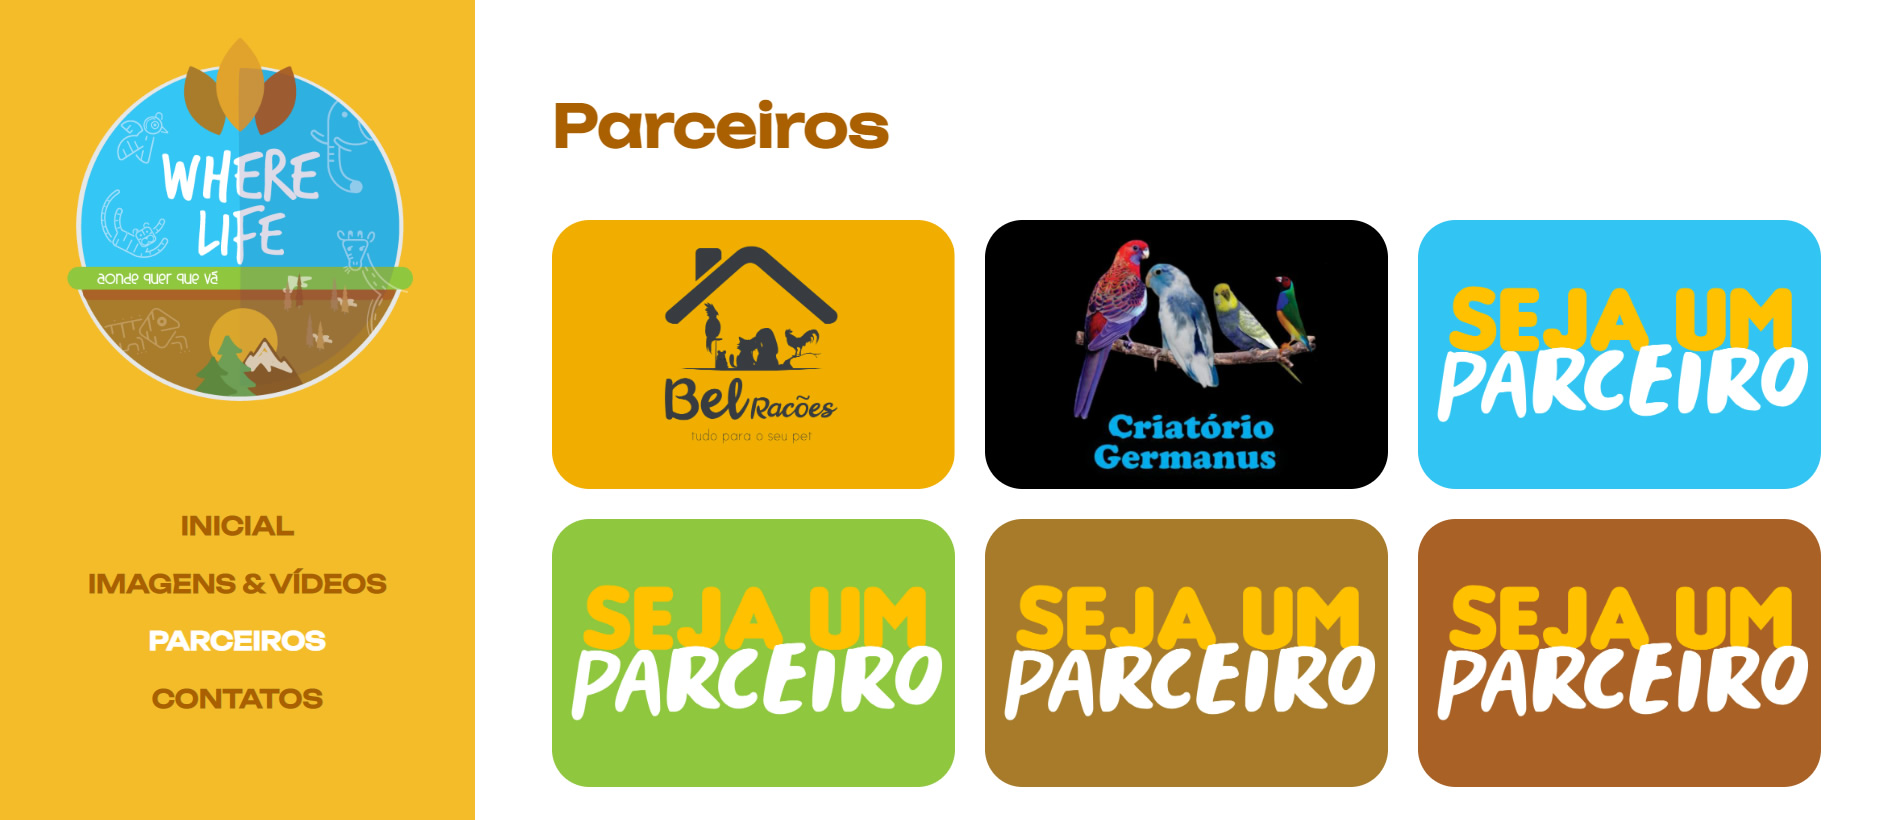 WHERE
LIFE
aonde quer que vá
INICIAL
IMAGENS & VÍDEOS
PARCEIROS
CONTATOS
Parceiros
Bel Racões
tudo para o seu pet
Criatório
Germanus
SEJA UM
PARCEIRO
SEJA UM
PARCEIRO
SEJA UM
PARCEIRO
SEJA UM
PARCEIRO